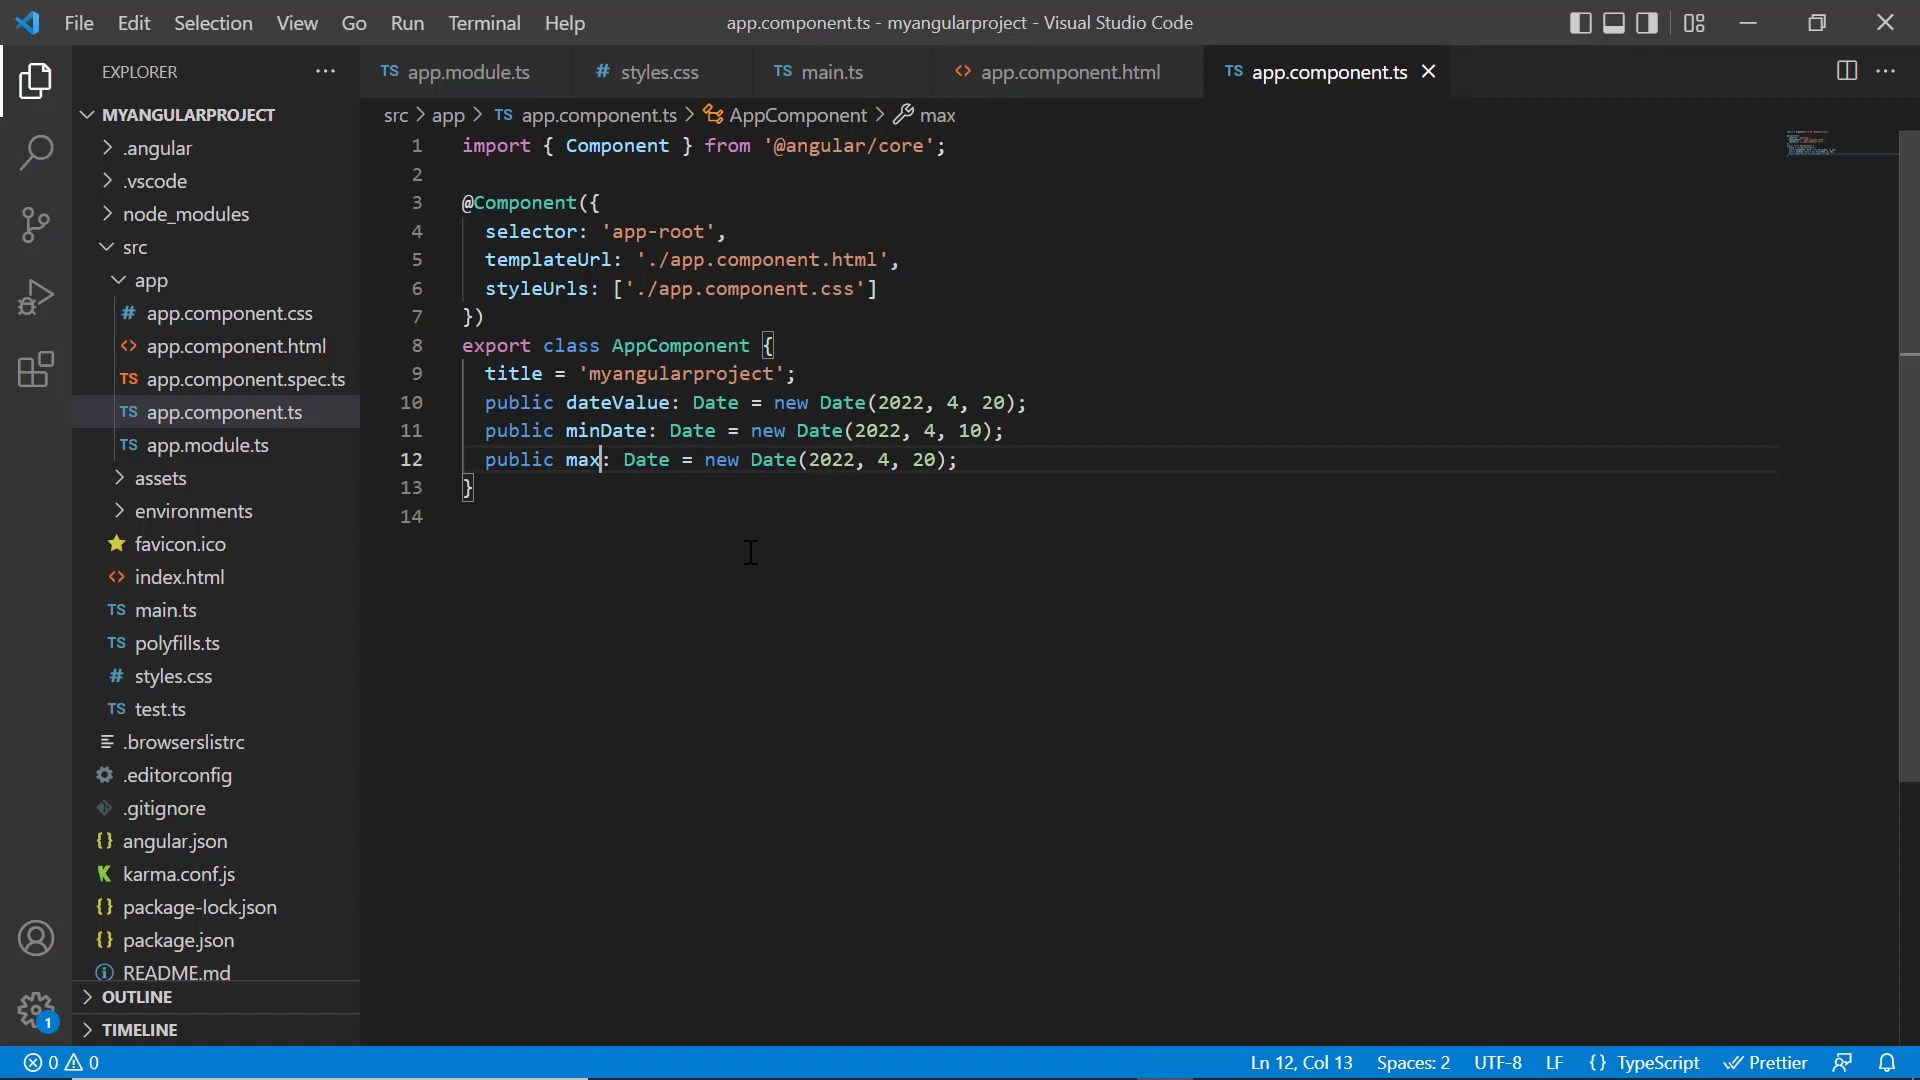 File Edit Selection View Go Run Terminal Help app.component.ts - myangularproject - Visual Studio Code
EXPLORER
MYANGULARPROJECT
.angular
.vscode
node_modules
src
app
app.component.css
app.component.html
app.component.spec.ts
app.component.ts
app.module.ts
assets
environments
favicon.ico
index.html
main.ts
polyfills.ts
styles.css
test.ts
.browserslistrc
.editorconfig
.gitignore
angular.json
karma.conf.js
package-lock.json
package.json
README.md
OUTLINE
TIMELINE
TS app.module.ts # styles.css TS main.ts <> app.component.html TS app.component.ts
src > app > TS app.component.ts > AppComponent > max
1 import { Component } from '@angular/core';
2
3 @Component({
4 selector: 'app-root',
5 templateUrl: './app.component.html',
6 styleUrls: ['./app.component.css']
7 })
8 export class AppComponent {
9 title = 'myangularproject';
10 public dateValue: Date = new Date(2022, 4, 20);
11 public minDate: Date = new Date(2022, 4, 10);
12 public max: Date = new Date(2022, 4, 20);
13 }
14
1
0 0 Ln 12, Col 13 Spaces: 2 UTF-8 LF {} TypeScript Prettier